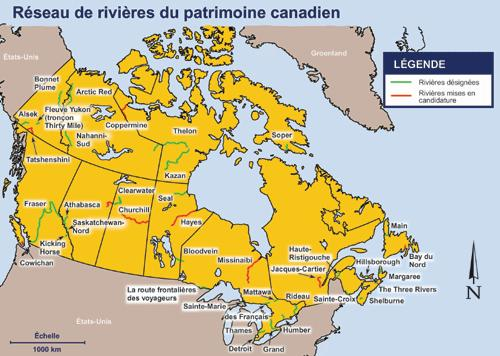 Réseau de rivières du patrimoine canadien
États-Unis
Groenland
LÉGENDE
Rivières désignées
Rivières mises en
candidature
Bonnet
Plume
Arctic Red
Alsek
Fleuve Yukon
(tronçon
Thirty Mile)
Coppermine
Nahanni-
Sud
Thelon
Soper
Tatshenshini
Kazan
Clearwater
Seal
Fraser
Athabasca
Churchill
Hayes
Saskatchewan-
Nord
Kicking
Horse
Cowichan
Bloodvein
Missinaibi
Haute-
Ristigouche
Jacques-Cartier
Main
Hillsborough
Bay du
Nord
Margaree
The Three Rivers
Shelburne
Sainte-Croix
La route frontalières
des voyageurs
Mattawa
Rideau
Sainte-Marie
des Français
Thames
Humber
Detroit
Grand
États-Unis
Échelle
1000 km
N